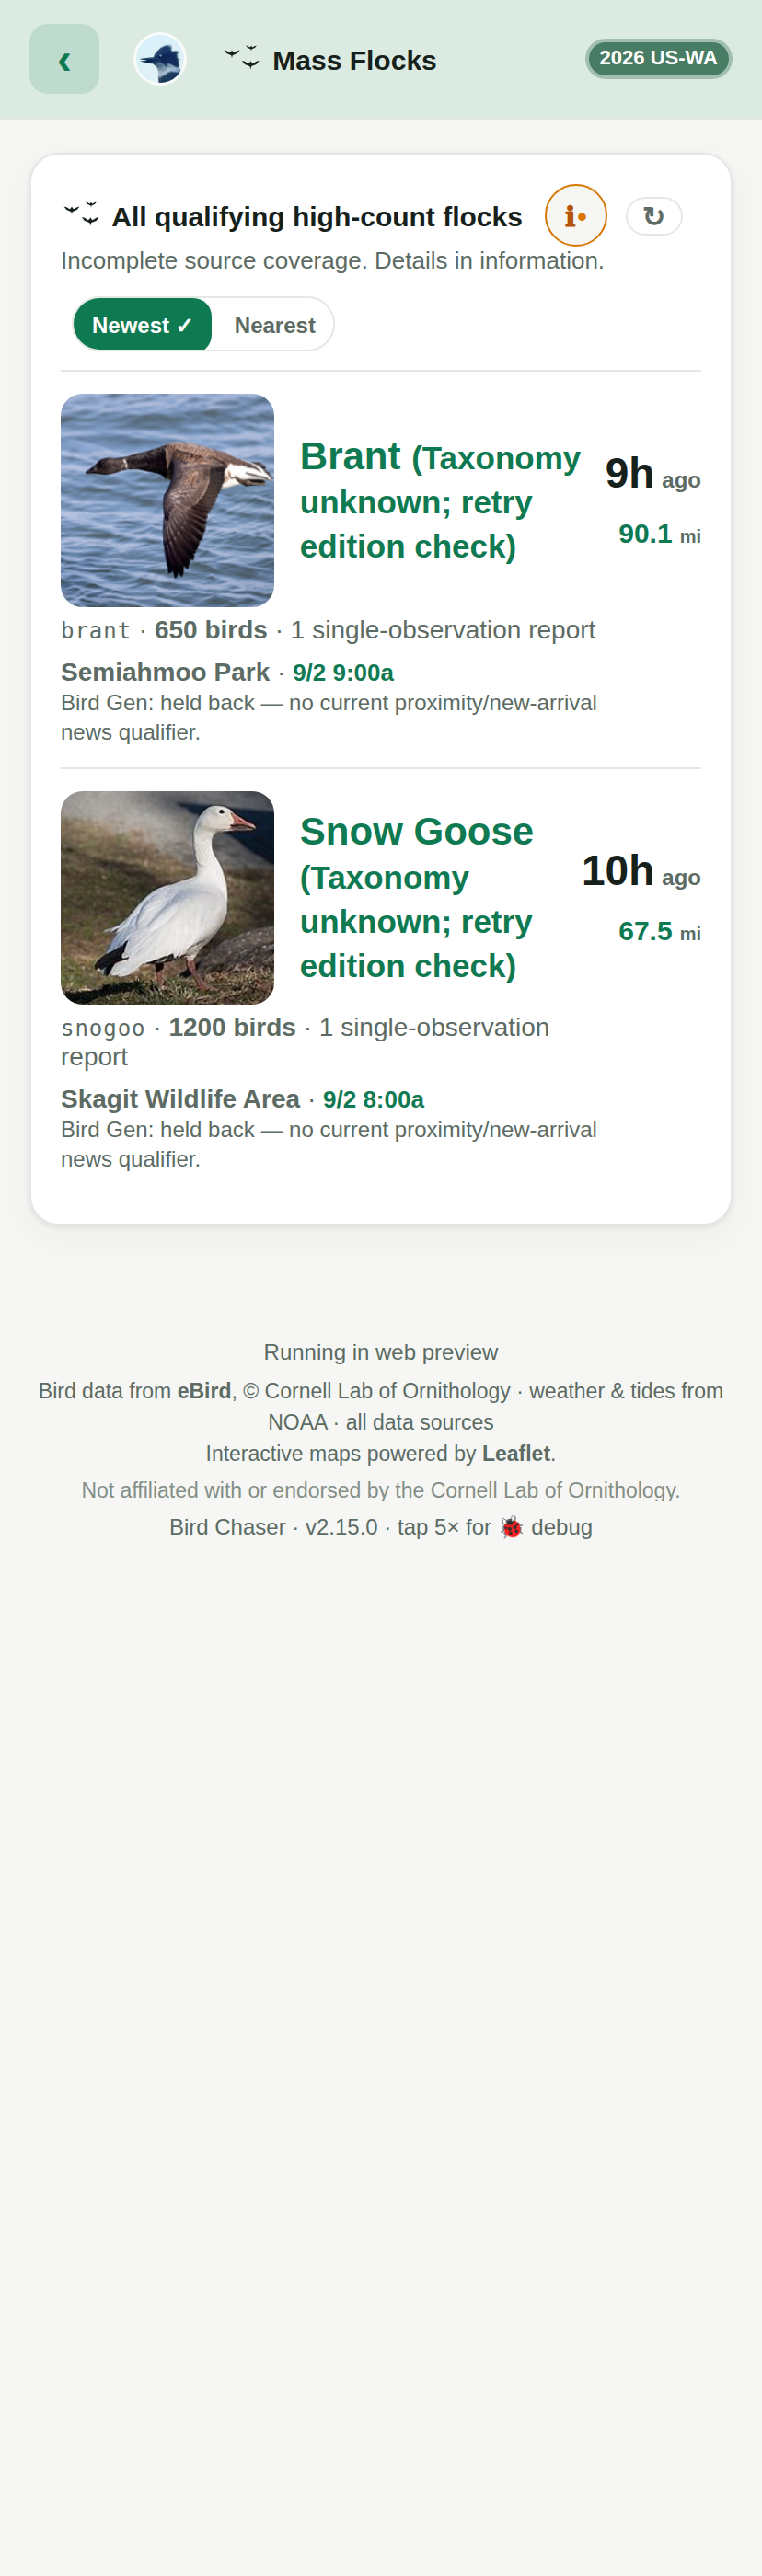 ‹ Mass Flocks 2026 US-WA
All qualifying high-count flocks ℹ• ↻
Incomplete source coverage. Details in information.
Newest ✓ Nearest
Brant (Taxonomy
unknown; retry
edition check)
9h ago
90.1 mi
brant · 650 birds · 1 single-observation report
Semiahmoo Park · 9/2 9:00a
Bird Gen: held back — no current proximity/new-arrival
news qualifier.
Snow Goose
(Taxonomy
unknown; retry
edition check)
10h ago
67.5 mi
snogoo · 1200 birds · 1 single-observation
report
Skagit Wildlife Area · 9/2 8:00a
Bird Gen: held back — no current proximity/new-arrival
news qualifier.
Running in web preview
Bird data from eBird, © Cornell Lab of Ornithology · weather & tides from
NOAA · all data sources
Interactive maps powered by Leaflet.
Not affiliated with or endorsed by the Cornell Lab of Ornithology.
Bird Chaser · v2.15.0 · tap 5× for 🐞 debug